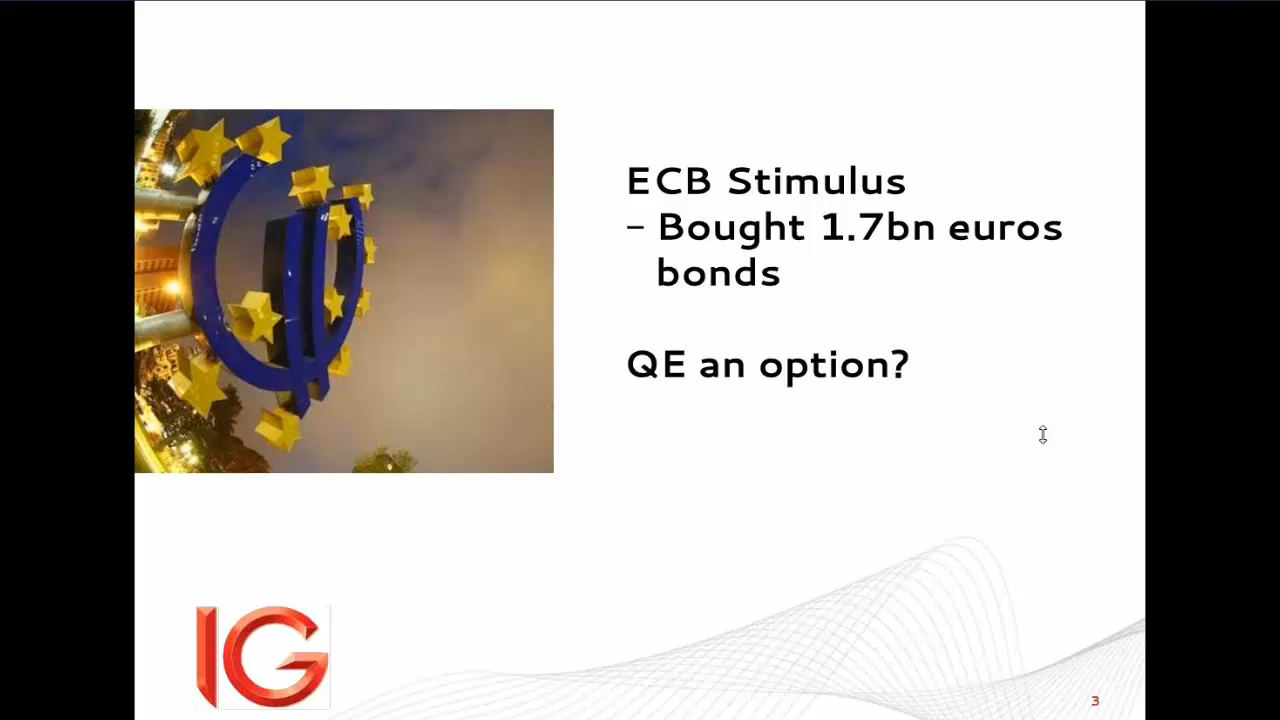 ECB Stimulus
– Bought 1.7bn euros
bonds
QE an option?
IG
3